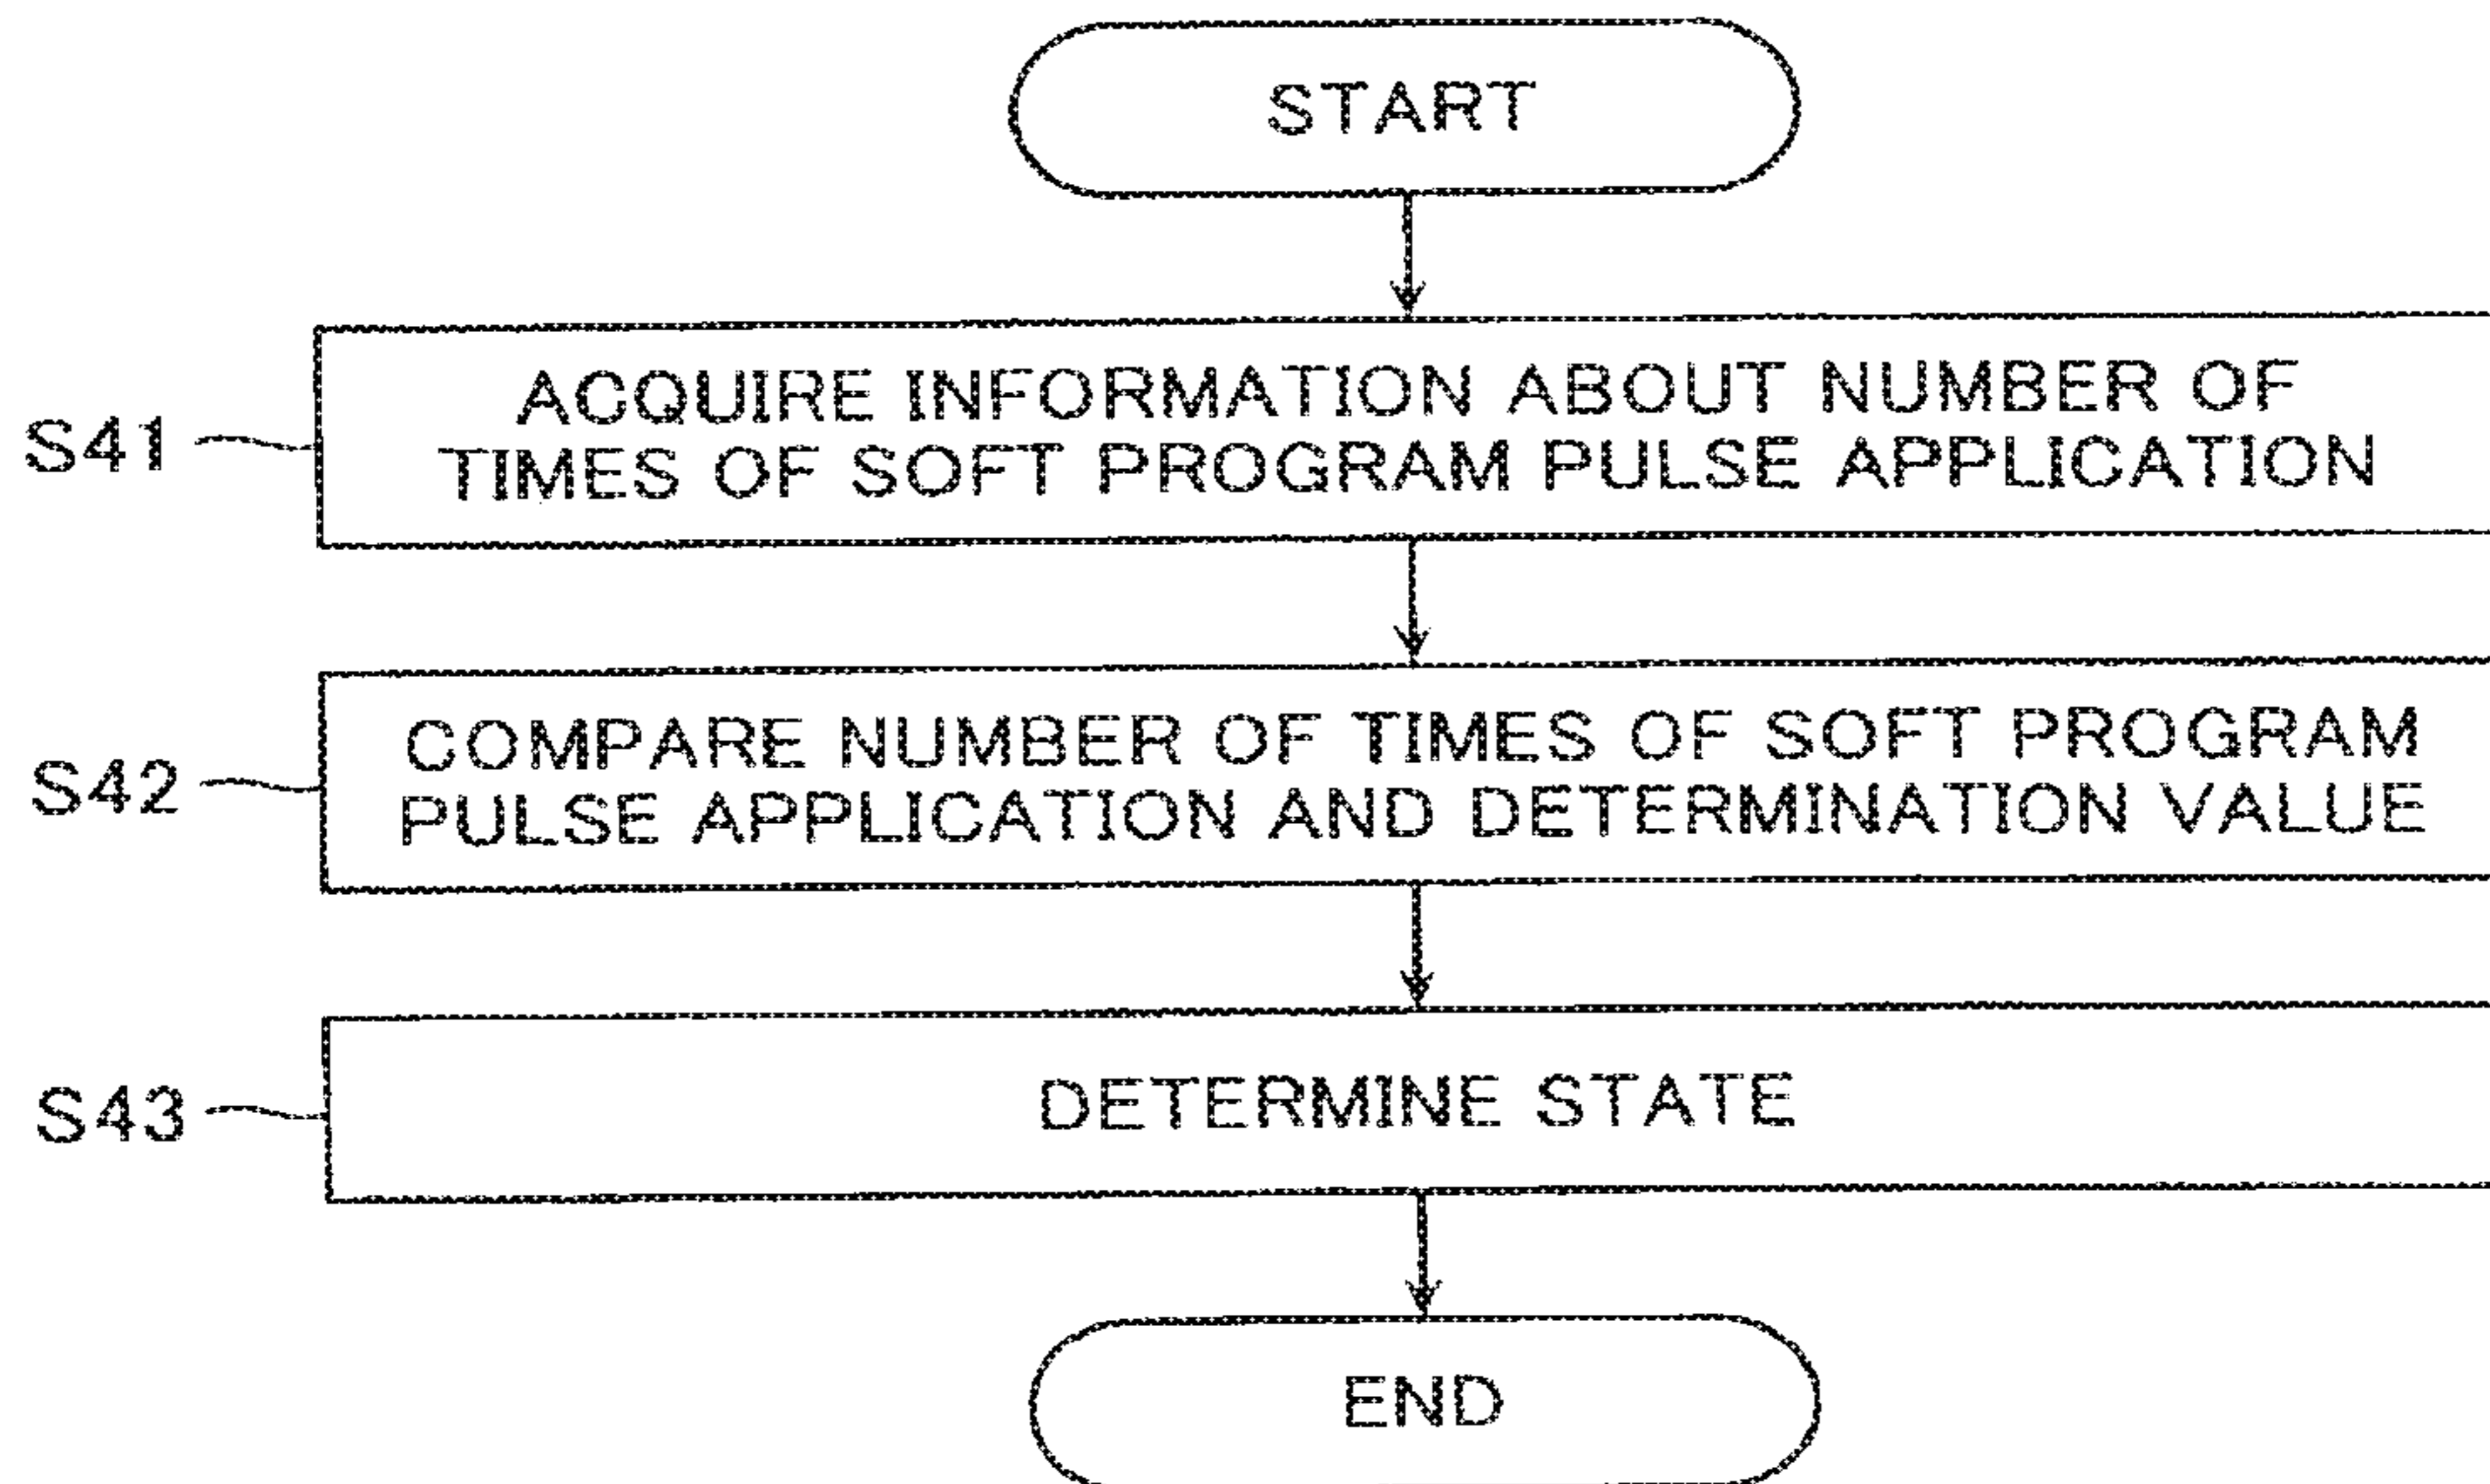 START
S41
ACQUIRE INFORMATION ABOUT NUMBER OF
TIMES OF SOFT PROGRAM PULSE APPLICATION
S42
COMPARE NUMBER OF TIMES OF SOFT PROGRAM
PULSE APPLICATION AND DETERMINATION VALUE
S43
DETERMINE STATE
END